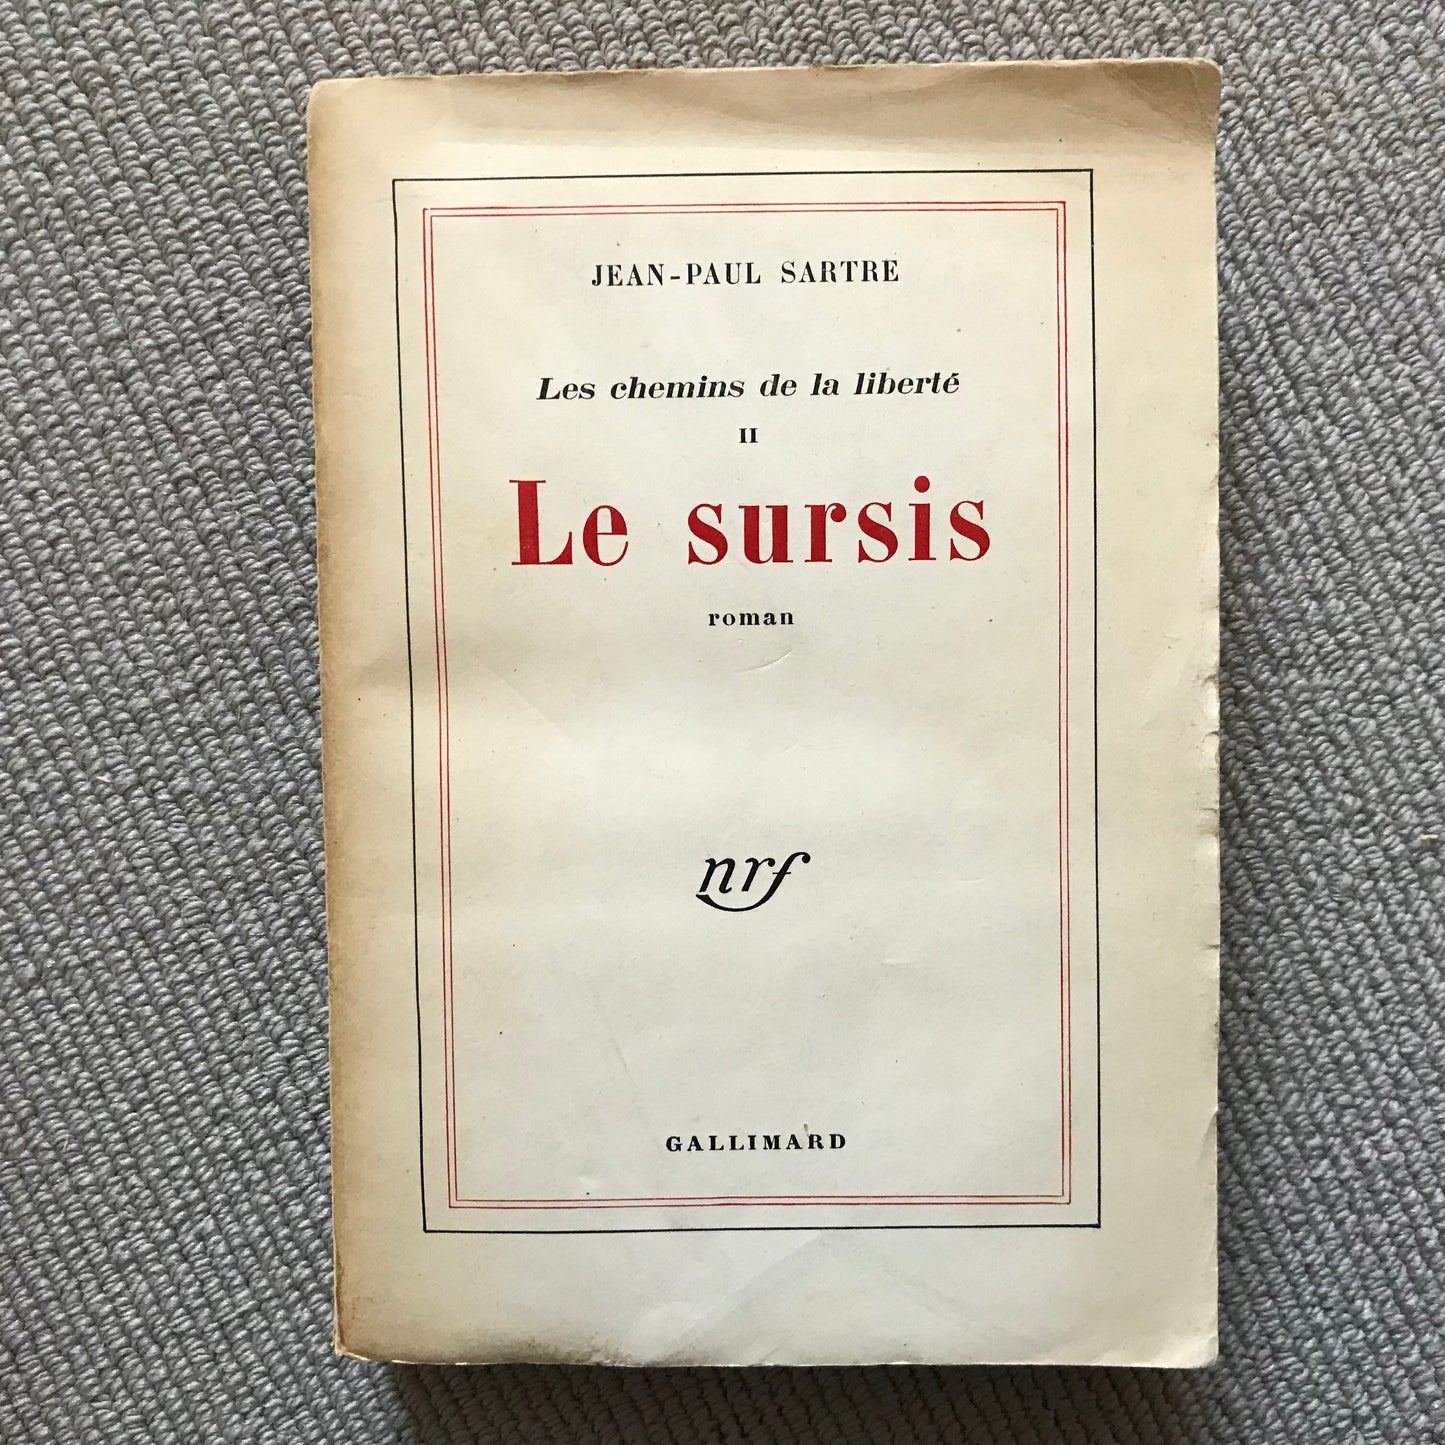 JEAN-PAUL SARTRE
Les chemins de la liberté
II
Le sursis
roman
nrf
GALLIMARD